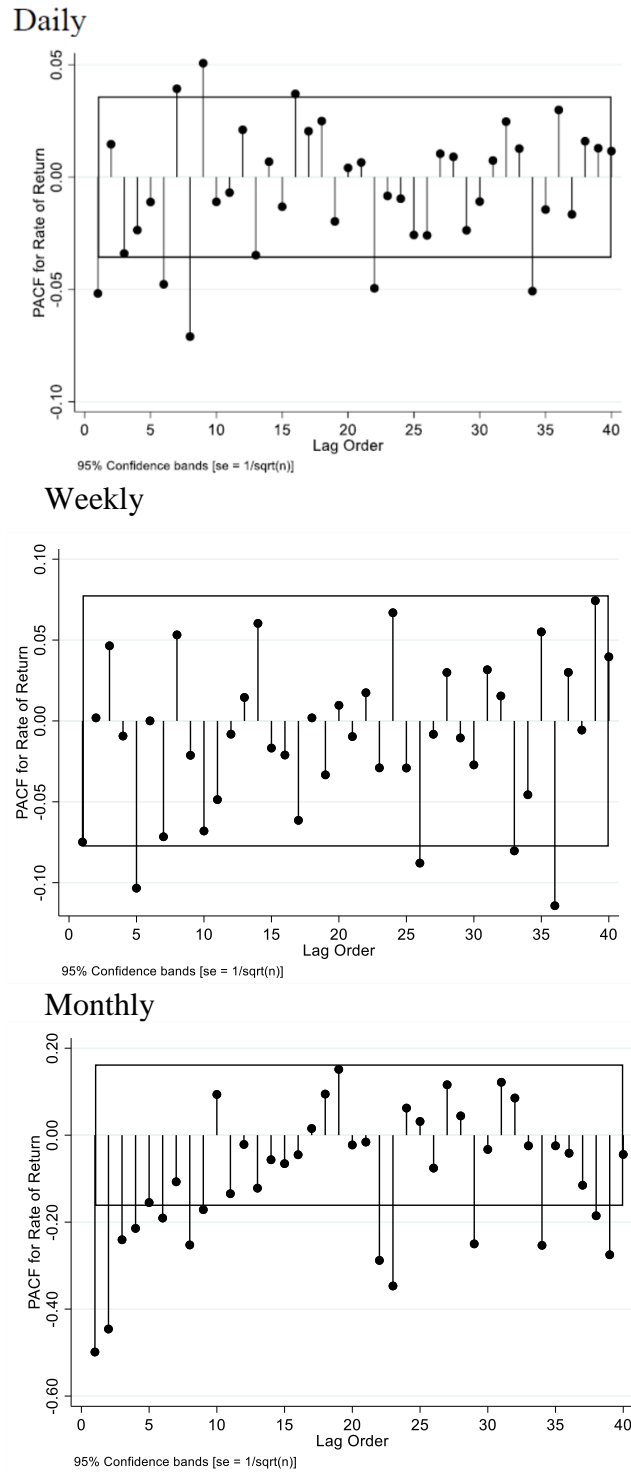 Daily
PACF for Rate of Return
0.05
0.00
-0.05
-0.10
0 5 10 15 20 25 30 35 40
Lag Order
95% Confidence bands [se = 1/sqrt(n)]
Weekly
PACF for Rate of Return
0.10
0.05
0.00
-0.05
-0.10
0 5 10 15 20 25 30 35 40
Lag Order
95% Confidence bands [se = 1/sqrt(n)]
Monthly
PACF for Rate of Return
0.20
0.00
-0.20
-0.40
-0.60
0 5 10 15 20 25 30 35 40
Lag Order
95% Confidence bands [se = 1/sqrt(n)]